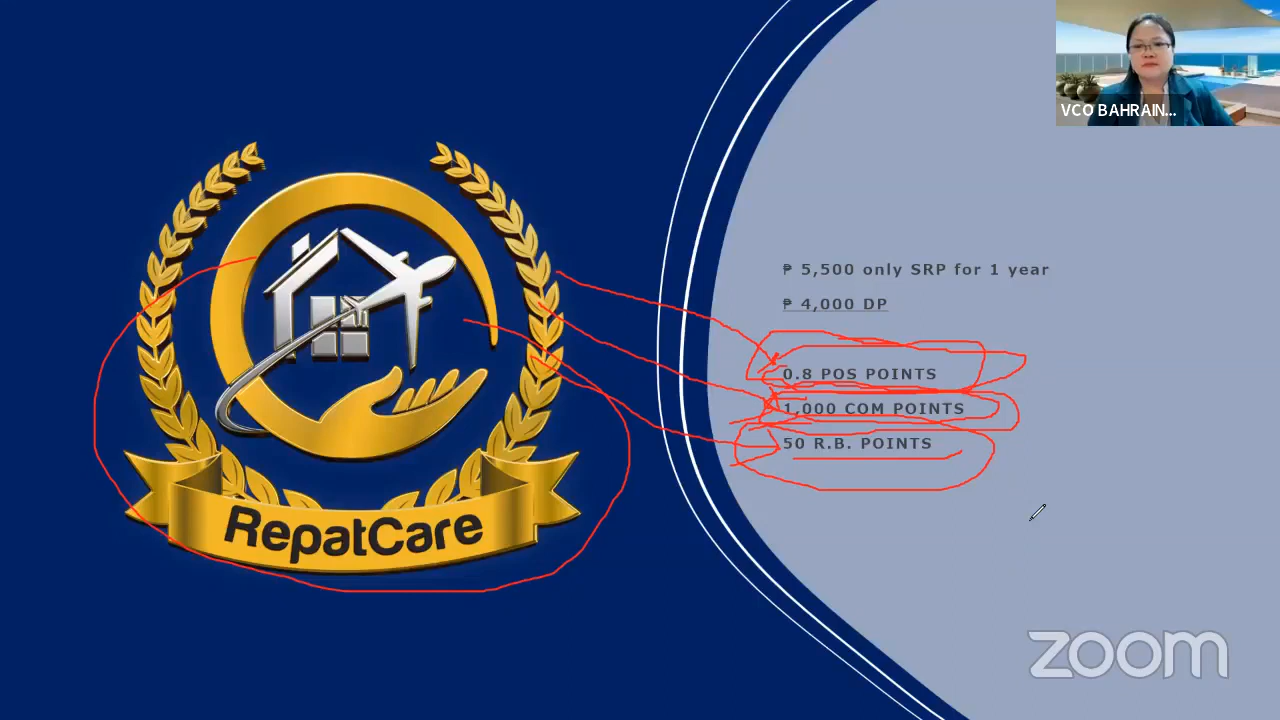 VCO BAHRAIN...
₱ 5,500 only SRP for 1 year
₱ 4,000 DP
0.8 POS POINTS
1,000 COM POINTS
50 R.B. POINTS
RepatCare
zoom